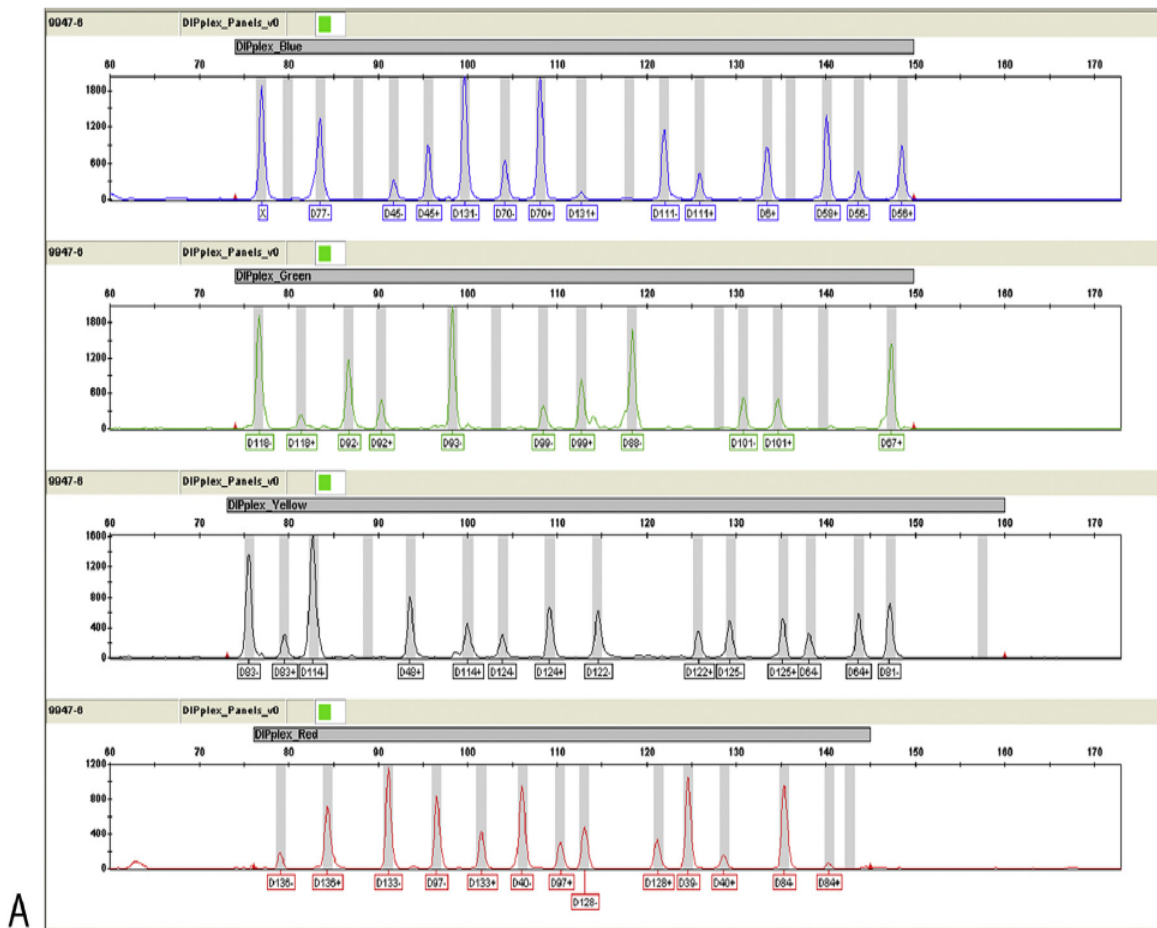 9947-6 DIPplex_Panels_v0
DIPplex_Blue
60 70 80 90 100 110 120 130 140 150 160 170
1800
1200
600
0
X D77- D45- D45+ D131- D70- D70+ D131+ D111- D111+ D6+ D58+ D56- D56+
9947-6 DIPplex_Panels_v0
DIPplex_Green
60 70 80 90 100 110 120 130 140 150 160 170
1800
1200
600
0
D118- D118+ D92- D92+ D93- D99- D99+ D88- D101- D101+ D67+
9947-6 DIPplex_Panels_v0
DIPplex_Yellow
60 70 80 90 100 110 120 130 140 150 160 170
1600
1200
800
400
0
D83- D83+ D114- D48+ D114+ D124- D124+ D122- D122+ D125- D125+ D64- D64+ D81-
9947-6 DIPplex_Panels_v0
DIPplex_Red
60 70 80 90 100 110 120 130 140 150 160 170
1200
800
400
0
D136- D136+ D133- D97- D133+ D40- D97+ D128+ D39- D40+ D84- D84+
D128-
A